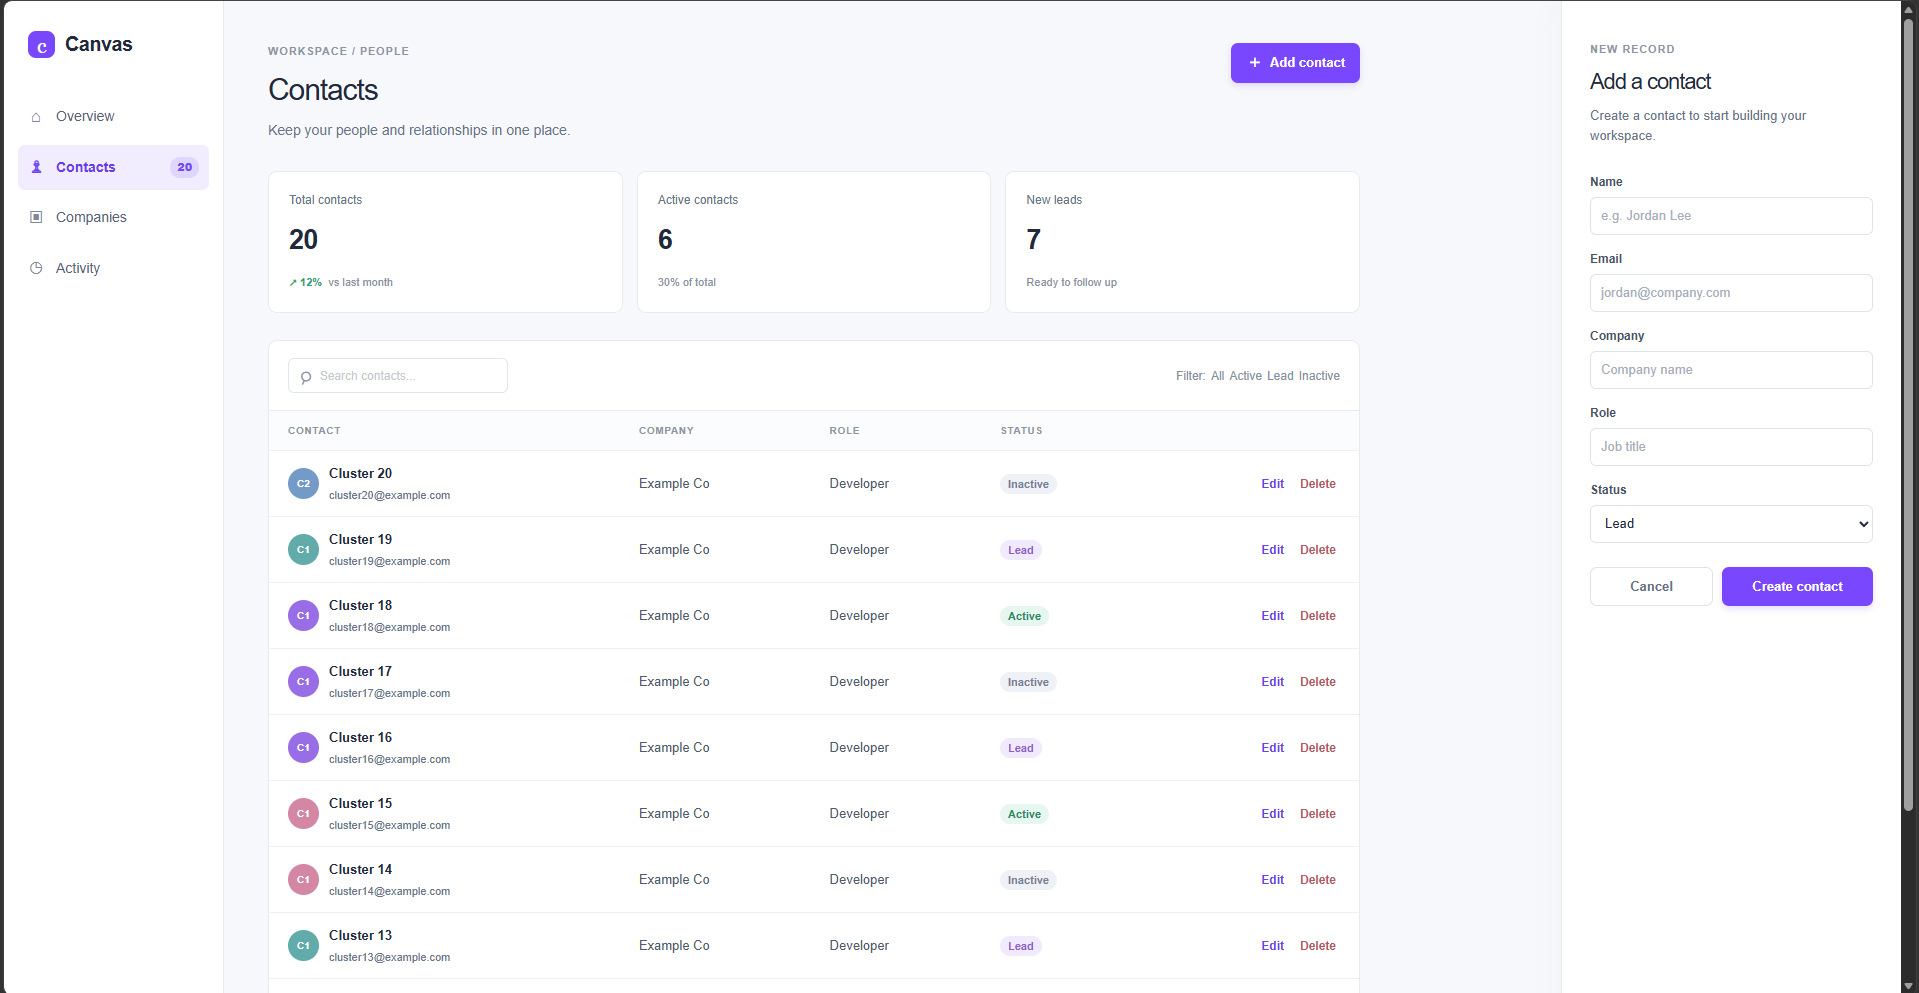 c Canvas
Overview
Contacts 20
Companies
Activity
WORKSPACE / PEOPLE
Contacts
Keep your people and relationships in one place.
+ Add contact
Total contacts
20
↗ 12% vs last month
Active contacts
6
30% of total
New leads
7
Ready to follow up
Search contacts...
Filter: All Active Lead Inactive
CONTACT COMPANY ROLE STATUS
C2 Cluster 20
cluster20@example.com
Example Co Developer Inactive Edit Delete
C1 Cluster 19
cluster19@example.com
Example Co Developer Lead Edit Delete
C1 Cluster 18
cluster18@example.com
Example Co Developer Active Edit Delete
C1 Cluster 17
cluster17@example.com
Example Co Developer Inactive Edit Delete
C1 Cluster 16
cluster16@example.com
Example Co Developer Lead Edit Delete
C1 Cluster 15
cluster15@example.com
Example Co Developer Active Edit Delete
C1 Cluster 14
cluster14@example.com
Example Co Developer Inactive Edit Delete
C1 Cluster 13
cluster13@example.com
Example Co Developer Lead Edit Delete
NEW RECORD
Add a contact
Create a contact to start building your
workspace.
Name
e.g. Jordan Lee
Email
jordan@company.com
Company
Company name
Role
Job title
Status
Lead
Cancel Create contact